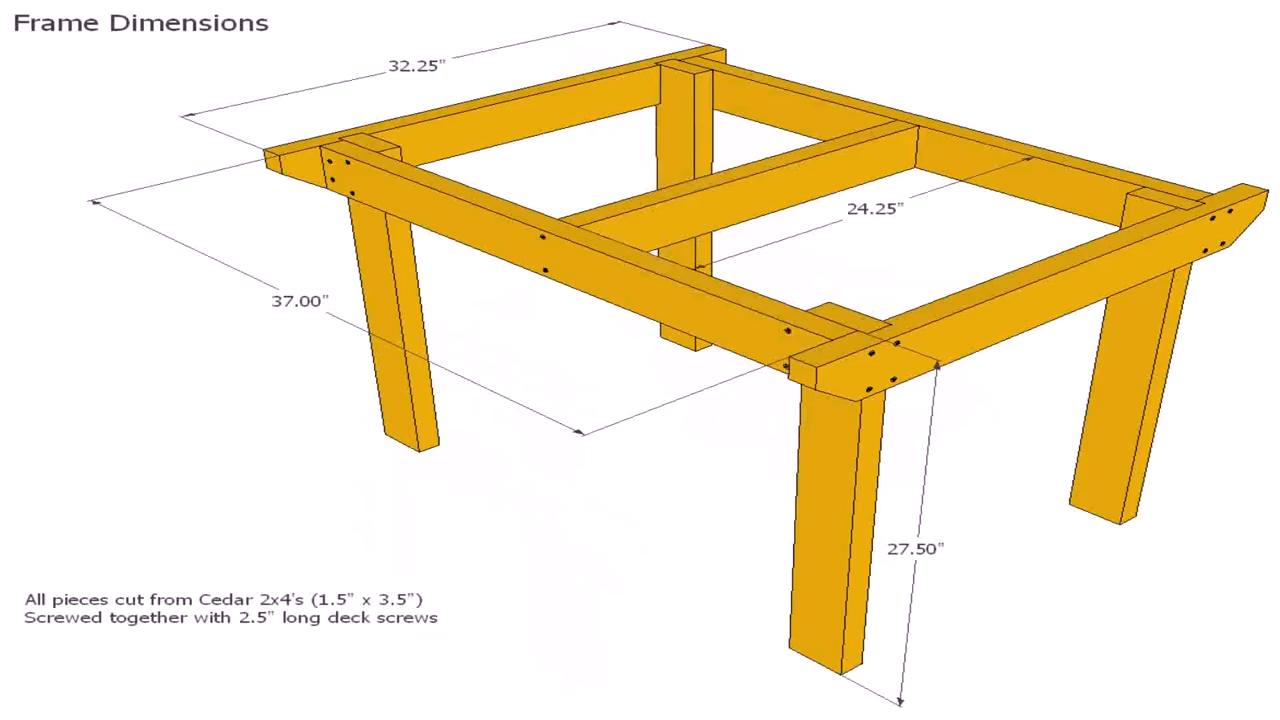 Frame Dimensions
32.25"
24.25"
37.00"
27.50"
All pieces cut from Cedar 2x4's (1.5" x 3.5")
Screwed together with 2.5" long deck screws